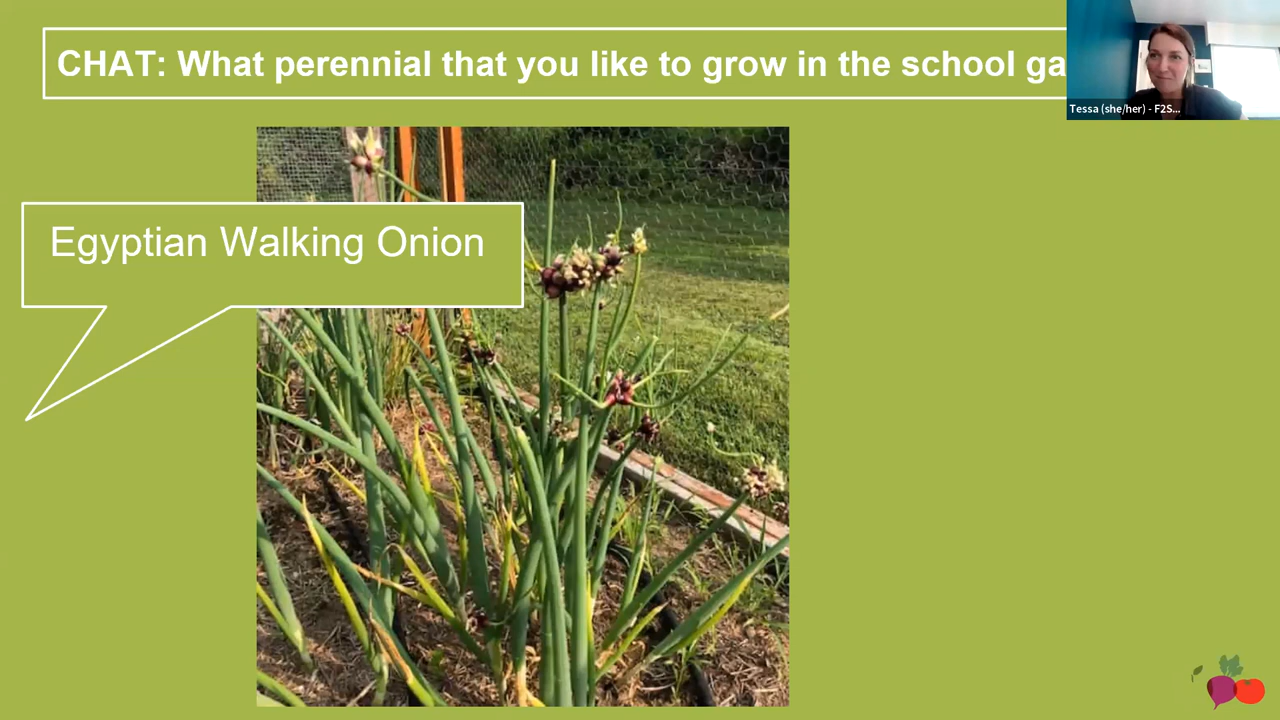 CHAT: What perennial that you like to grow in the school ga
Tessa (she/her) - F2S...
Egyptian Walking Onion